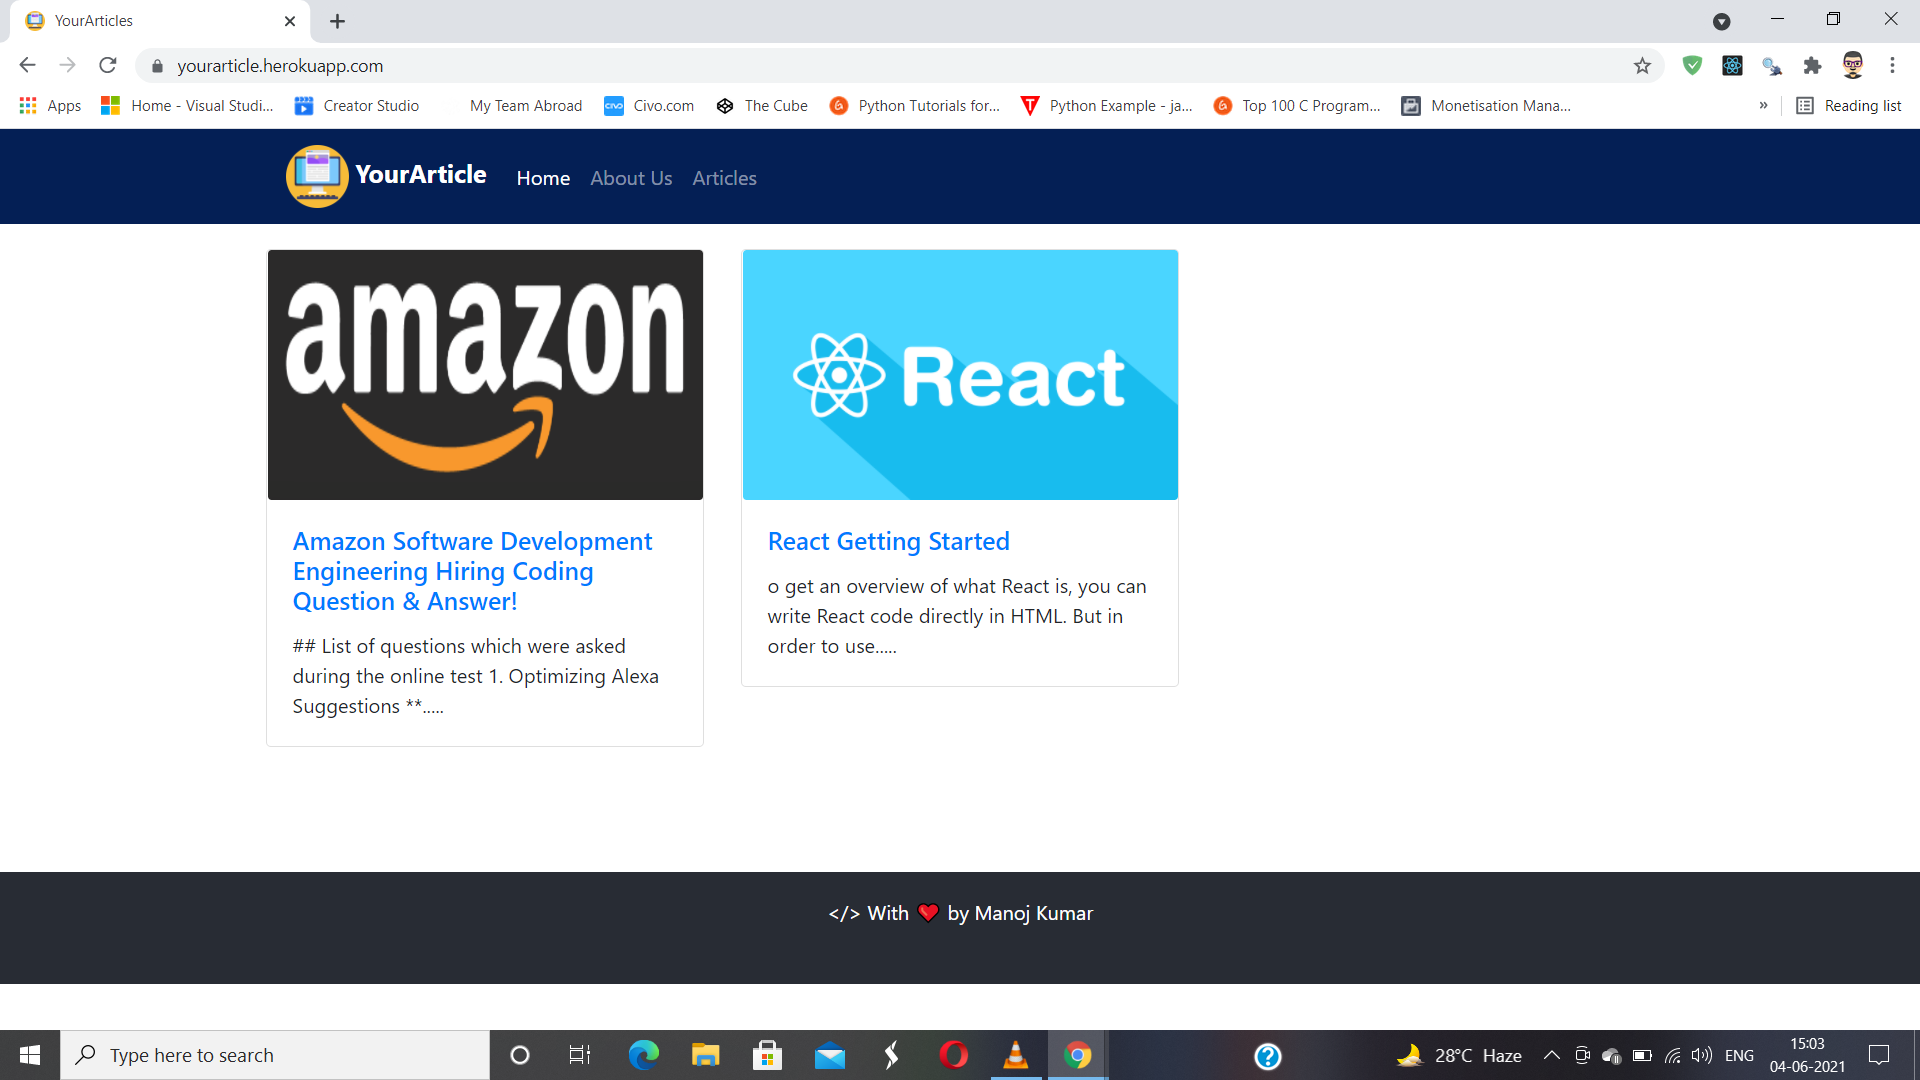 YourArticles
yourarticle.herokuapp.com
Apps
Home - Visual Studi...
Creator Studio
My Team Abroad
Civo.com
The Cube
Python Tutorials for...
Python Example - ja...
Top 100 C Program...
Monetisation Mana...
»
Reading list
YourArticle
Home
About Us
Articles
amazon
React
Amazon Software Development
Engineering Hiring Coding
Question & Answer!
## List of questions which were asked
during the online test 1. Optimizing Alexa
Suggestions **.....
React Getting Started
o get an overview of what React is, you can
write React code directly in HTML. But in
order to use.....
</> With ❤️ by Manoj Kumar
Type here to search
28°C Haze
ENG
15:03
04-06-2021